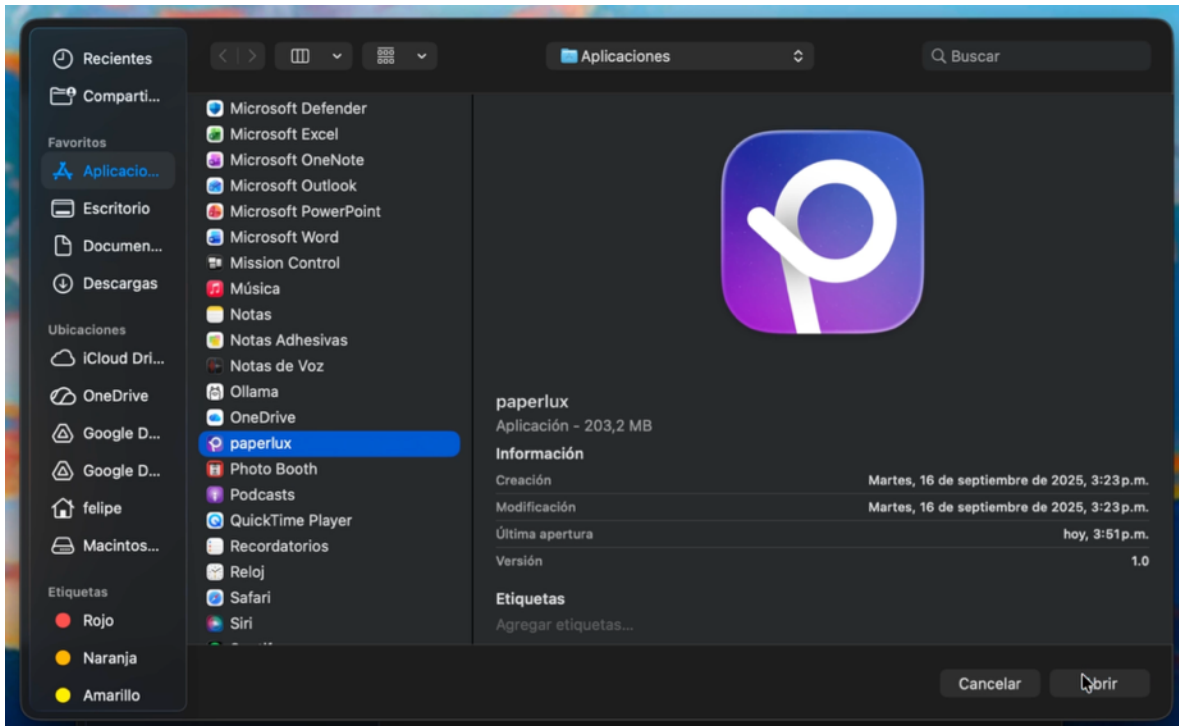 Recientes
Comparti...
Favoritos
Aplicacio...
Escritorio
Documen...
Descargas
Ubicaciones
iCloud Dri...
OneDrive
Google D...
Google D...
felipe
Macintos...
Etiquetas
Rojo
Naranja
Amarillo
Aplicaciones
Buscar
Microsoft Defender
Microsoft Excel
Microsoft OneNote
Microsoft Outlook
Microsoft PowerPoint
Microsoft Word
Mission Control
Música
Notas
Notas Adhesivas
Notas de Voz
Ollama
OneDrive
paperlux
Photo Booth
Podcasts
QuickTime Player
Recordatorios
Reloj
Safari
Siri
paperlux
Aplicación - 203,2 MB
Información
Creación Martes, 16 de septiembre de 2025, 3:23 p.m.
Modificación Martes, 16 de septiembre de 2025, 3:23 p.m.
Última apertura hoy, 3:51 p.m.
Versión 1.0
Etiquetas
Agregar etiquetas...
Cancelar